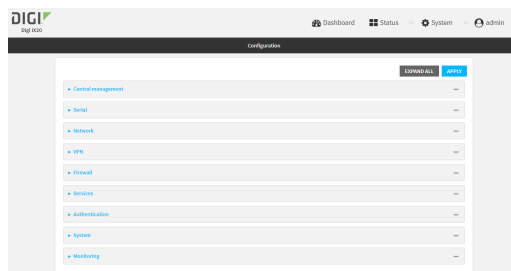 DIGI
Digi IX20
Dashboard
Status
System
admin
Configuration
EXPAND ALL
APPLY
Central management
Serial
Network
VPN
Firewall
Services
Authentication
System
Monitoring